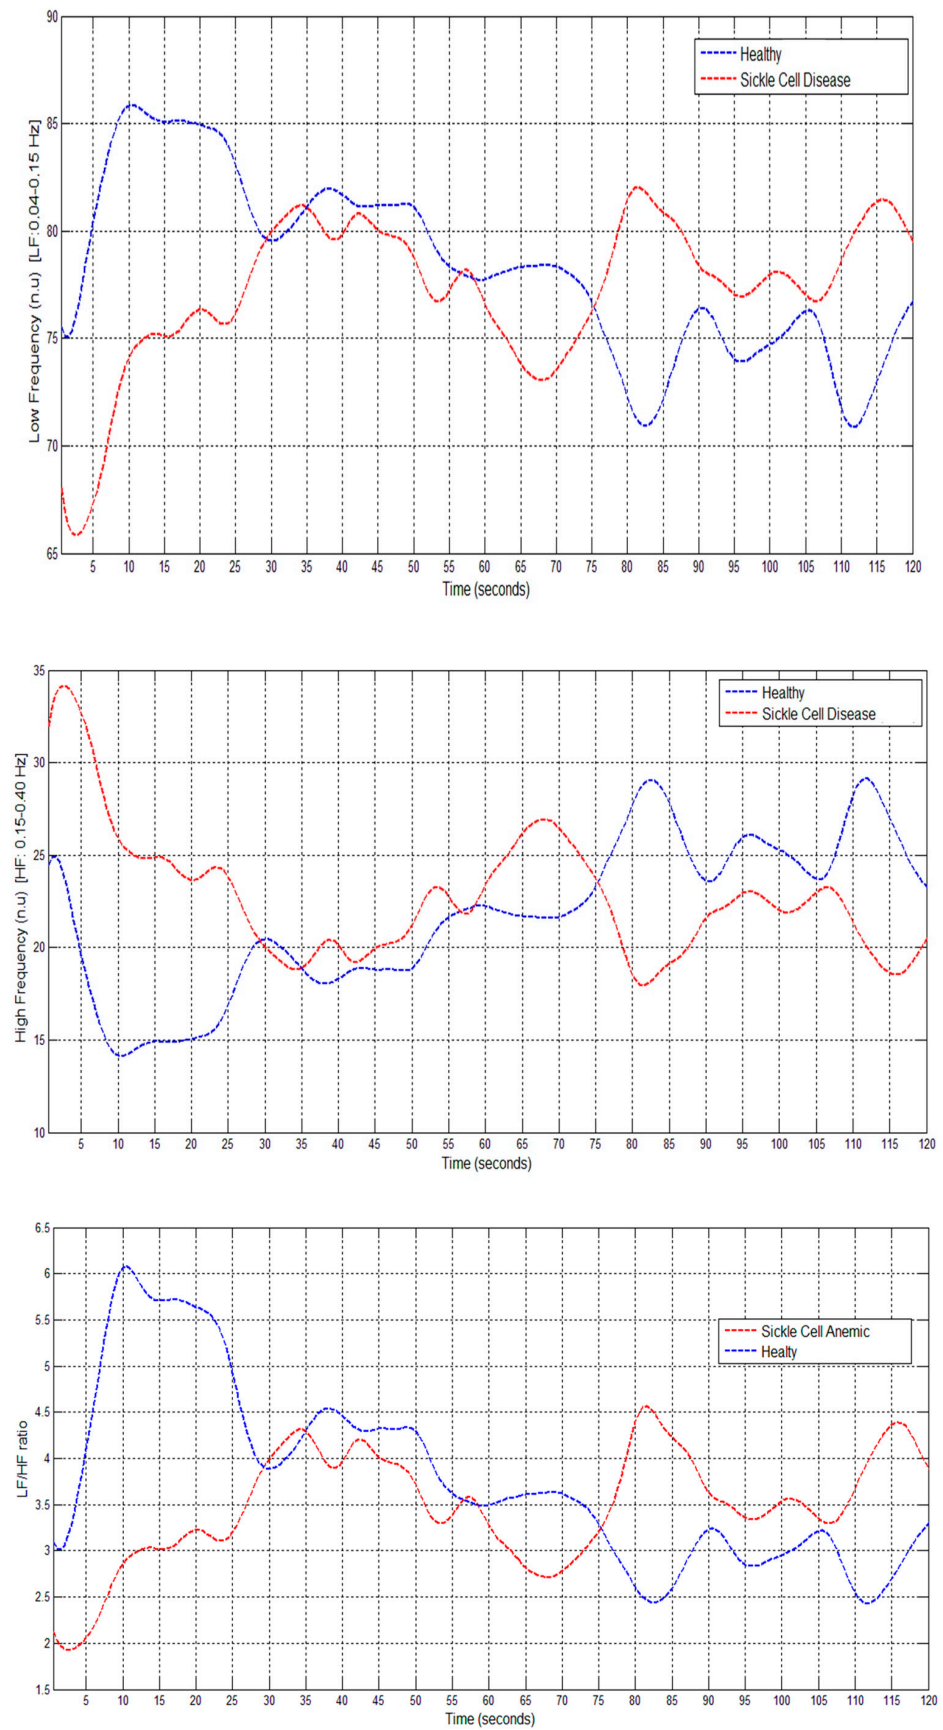 90
85
80
75
70
65
Low Frequency (n.u) [LF:0.04-0.15 Hz]
Healthy
Sickle Cell Disease
5 10 15 20 25 30 35 40 45 50 55 60 65 70 75 80 85 90 95 100 105 110 115 120
Time (seconds)
35
30
25
20
15
10
High Frequency (n.u) [HF: 0.15-0.40 Hz]
Healthy
Sickle Cell Disease
5 10 15 20 25 30 35 40 45 50 55 60 65 70 75 80 85 90 95 100 105 110 115 120
Time (seconds)
6.5
6
5.5
5
4.5
4
3.5
3
2.5
2
1.5
LF/HF ratio
Sickle Cell Anemic
Healty
5 10 15 20 25 30 35 40 45 50 55 60 65 70 75 80 85 90 95 100 105 110 115 120
Time (seconds)